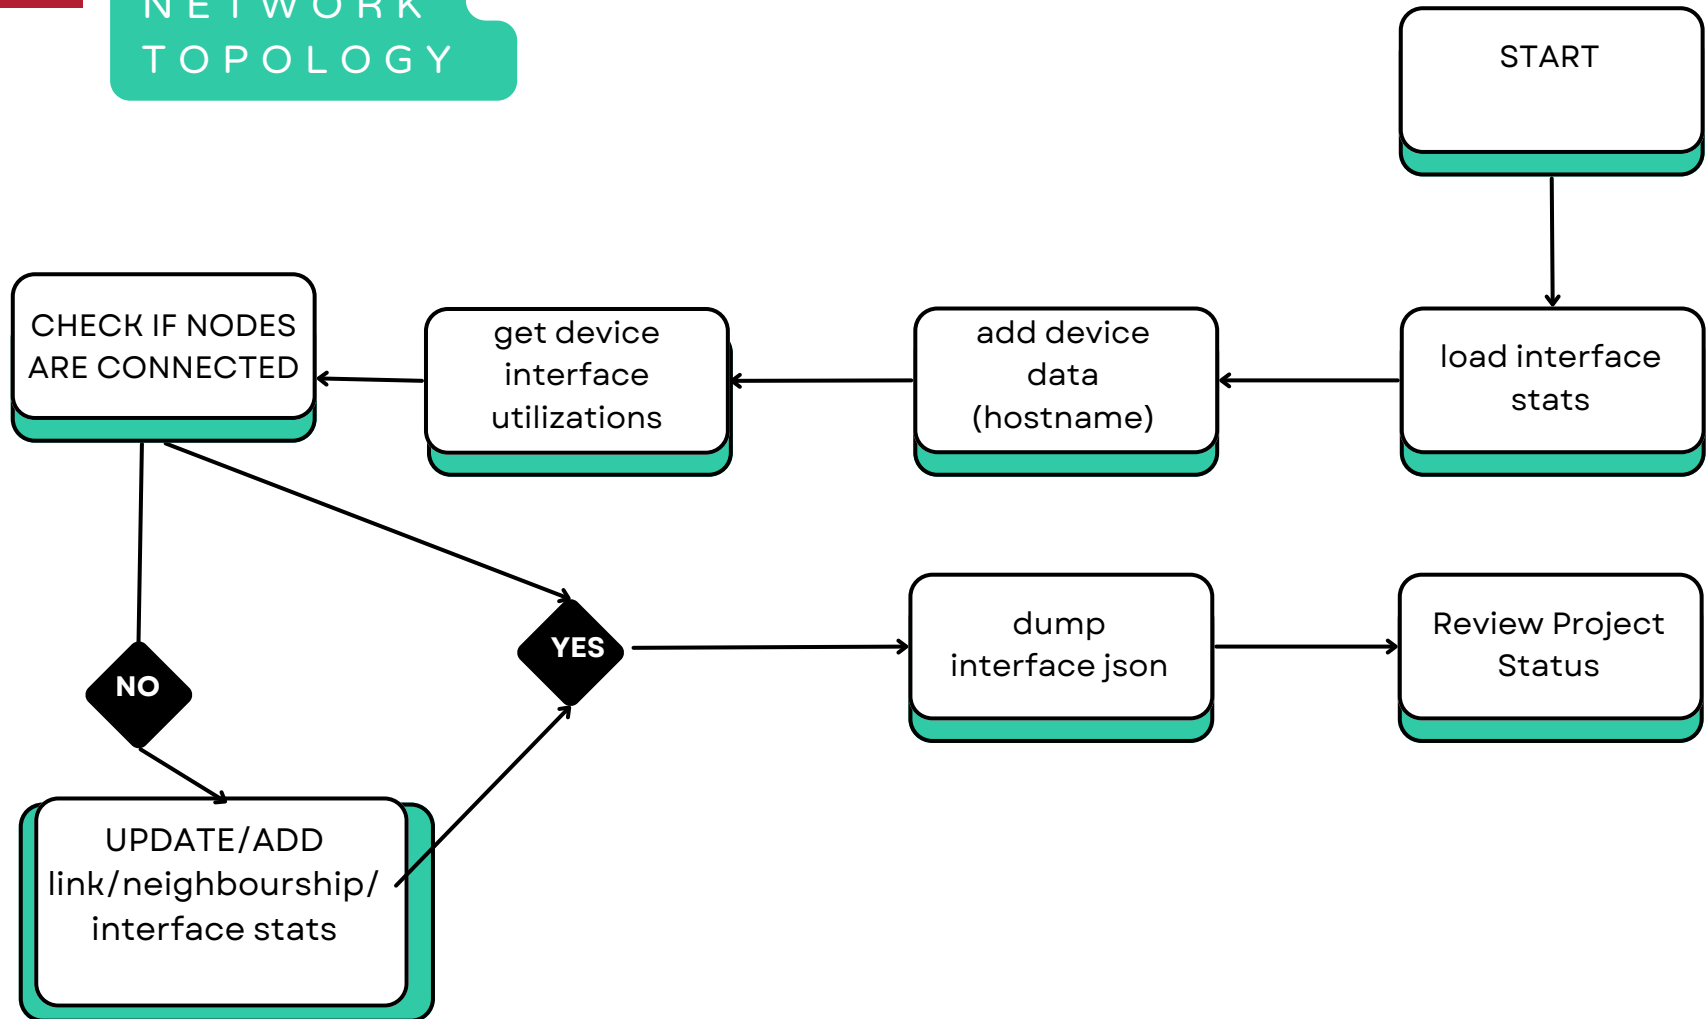 NETWORK
TOPOLOGY
START
load interface
stats
add device
data
(hostname)
get device
interface
utilizations
CHECK IF NODES
ARE CONNECTED
NO
YES
UPDATE/ADD
link/neighbourship/
interface stats
dump
interface json
Review Project
Status